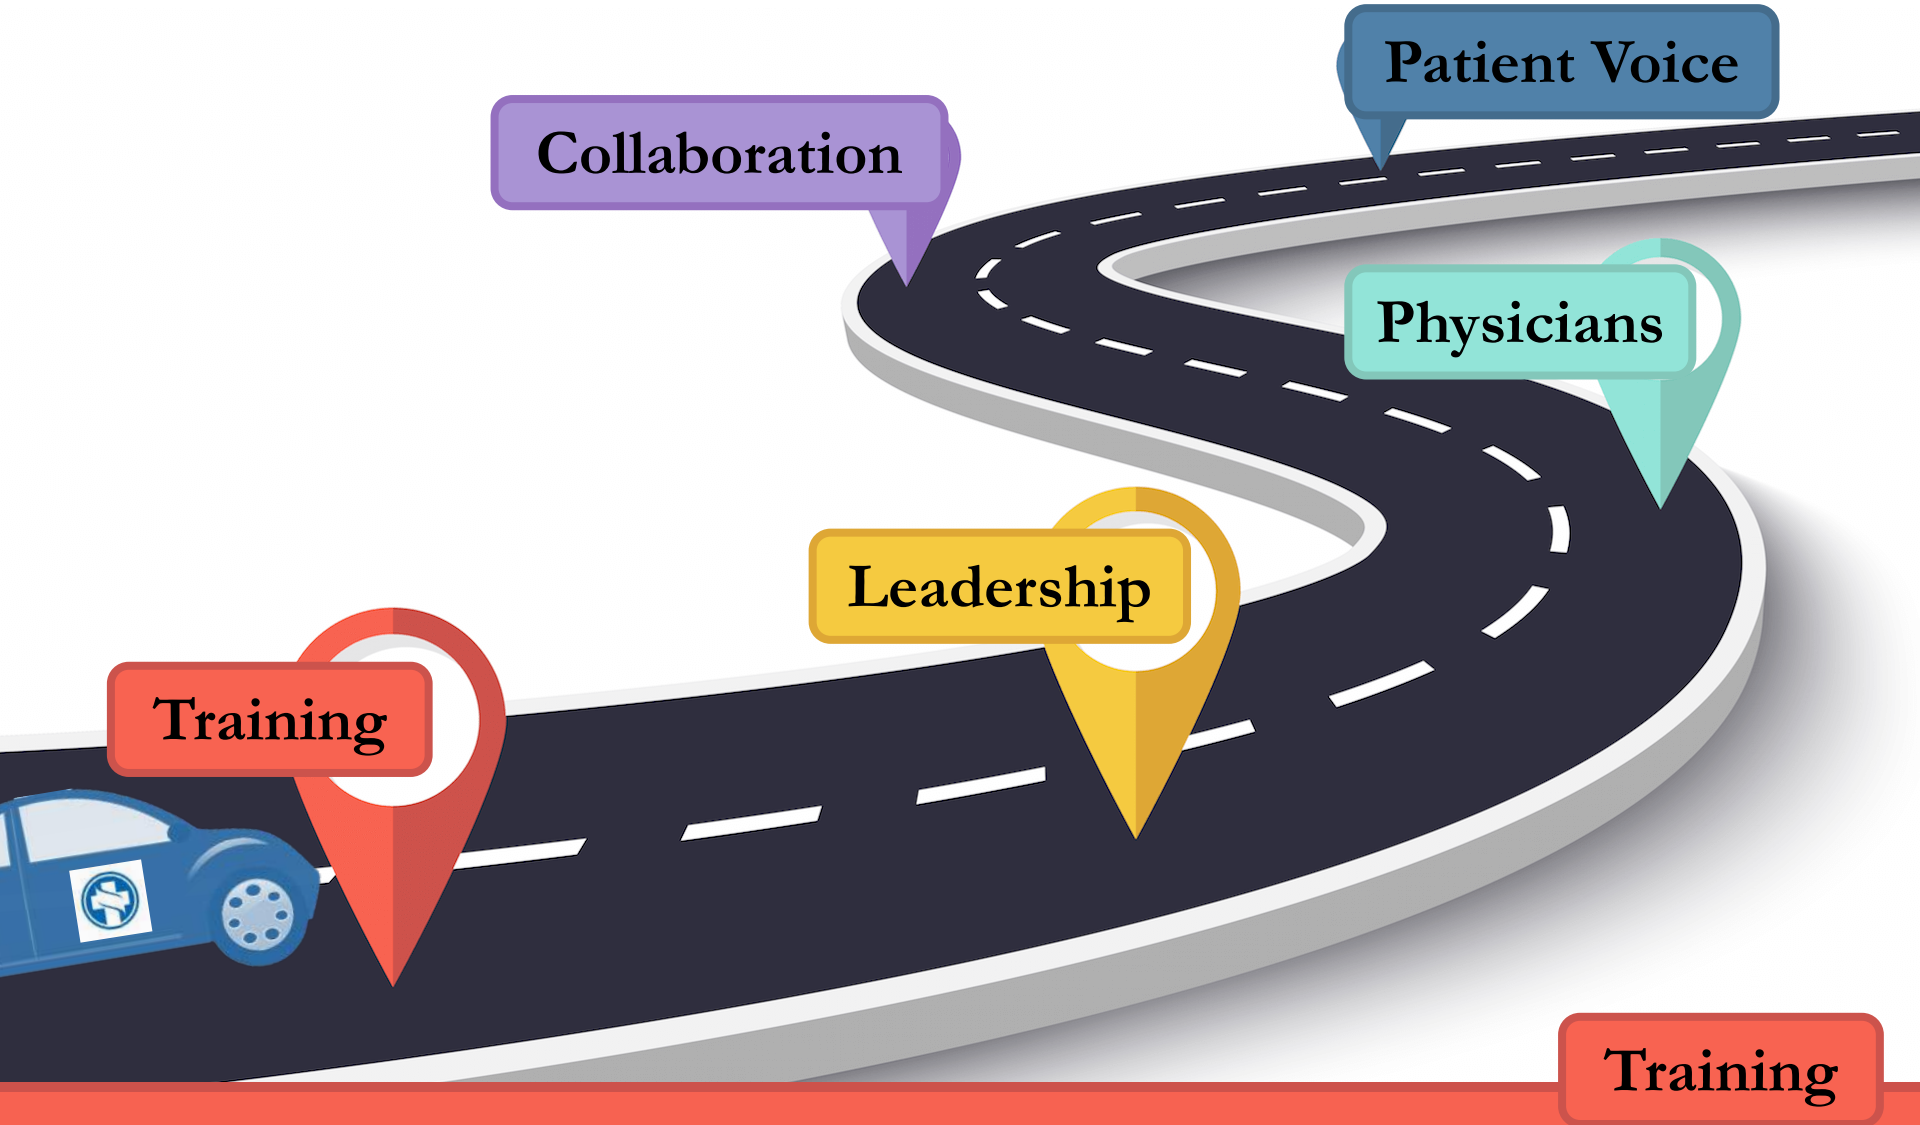 Patient Voice
Collaboration
Physicians
Leadership
Training
Training